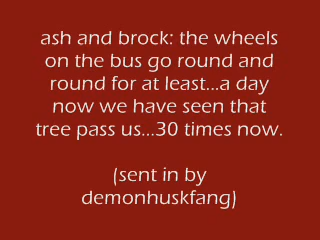 ash and brock: the wheels
on the bus go round and
round for at least...a day
now we have seen that
tree pass us...30 times now.
(sent in by
demonhuskfang)